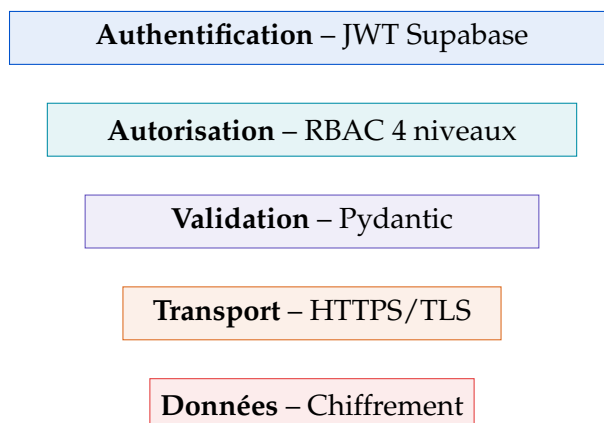 Authentification – JWT Supabase
Autorisation – RBAC 4 niveaux
Validation – Pydantic
Transport – HTTPS/TLS
Données – Chiffrement